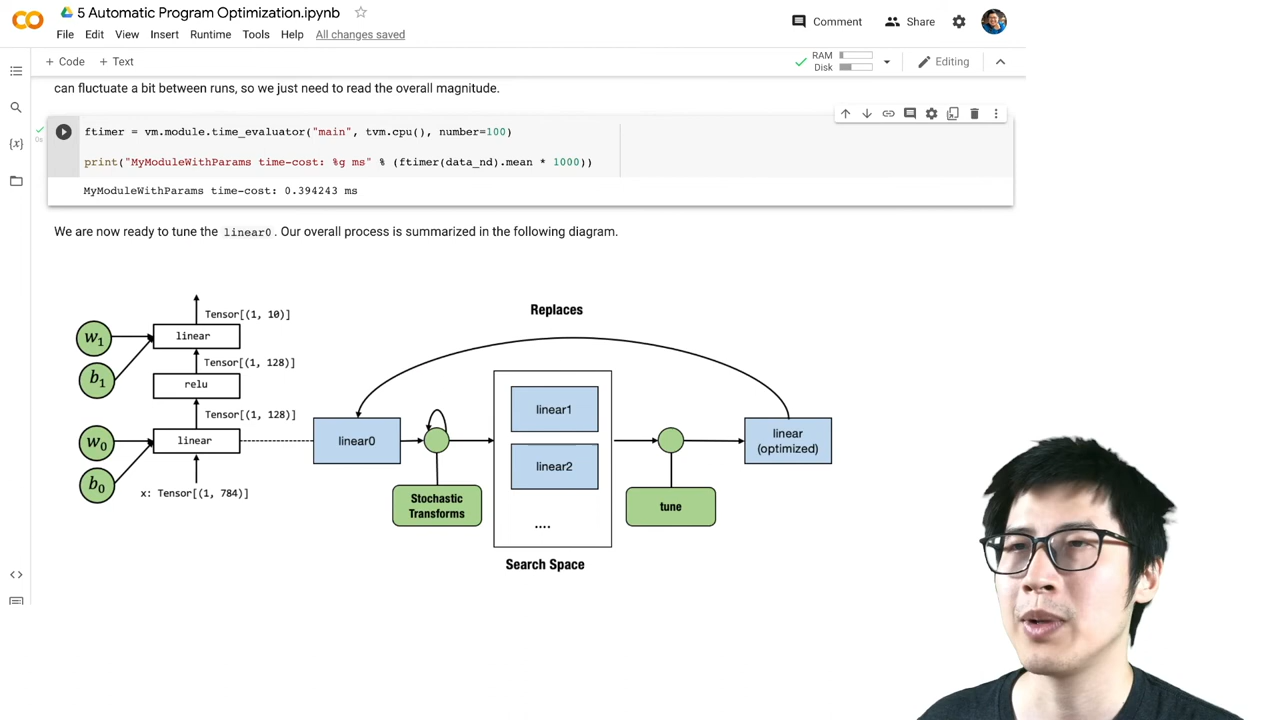 5 Automatic Program Optimization.ipynb
File Edit View Insert Runtime Tools Help All changes saved
Comment Share
+ Code + Text
RAM
Disk
Editing
can fluctuate a bit between runs, so we just need to read the overall magnitude.
ftimer = vm.module.time_evaluator("main", tvm.cpu(), number=100)
print("MyModuleWithParams time-cost: %g ms" % (ftimer(data_nd).mean * 1000))
0s
MyModuleWithParams time-cost: 0.394243 ms
We are now ready to tune the linear0. Our overall process is summarized in the following diagram.
Replaces
Tensor[(1, 10)]
w1
linear
Tensor[(1, 128)]
b1
relu
Tensor[(1, 128)]
w0
linear
b0
x: Tensor[(1, 784)]
linear0
Stochastic
Transforms
linear1
linear2
....
Search Space
tune
linear
(optimized)